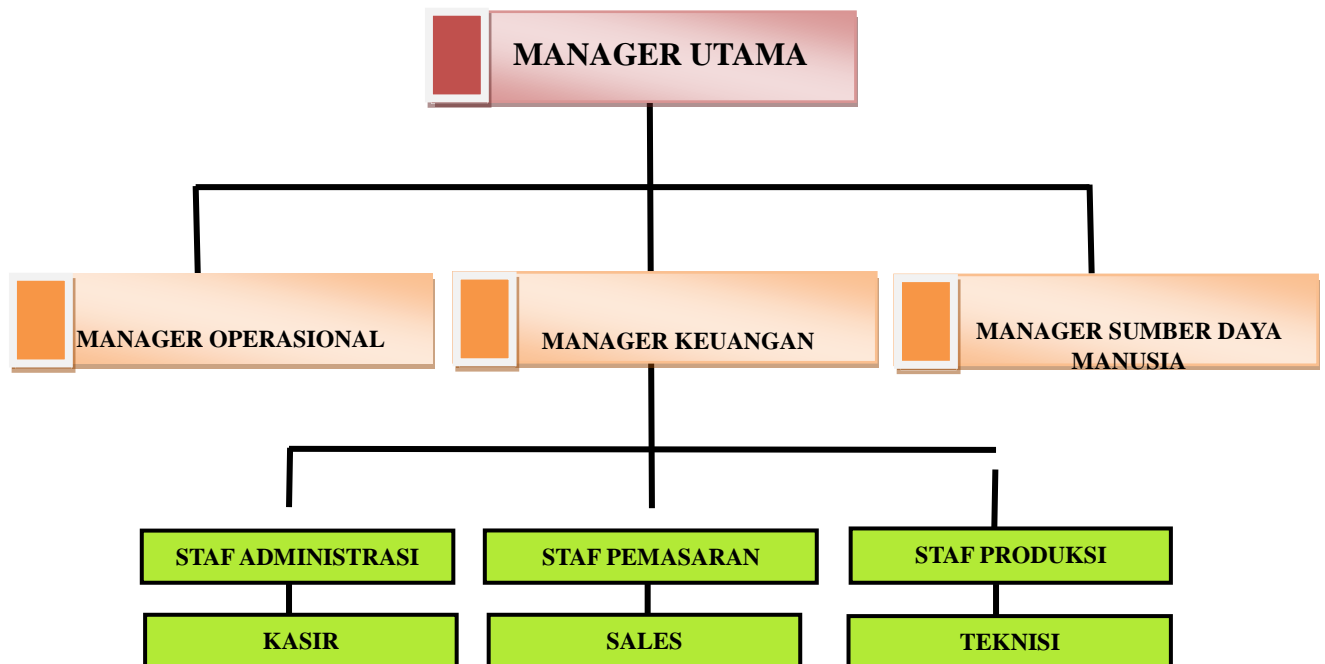 MANAGER UTAMA
MANAGER OPERASIONAL
MANAGER KEUANGAN
MANAGER SUMBER DAYA
MANUSIA
STAF ADMINISTRASI
STAF PEMASARAN
STAF PRODUKSI
KASIR
SALES
TEKNISI